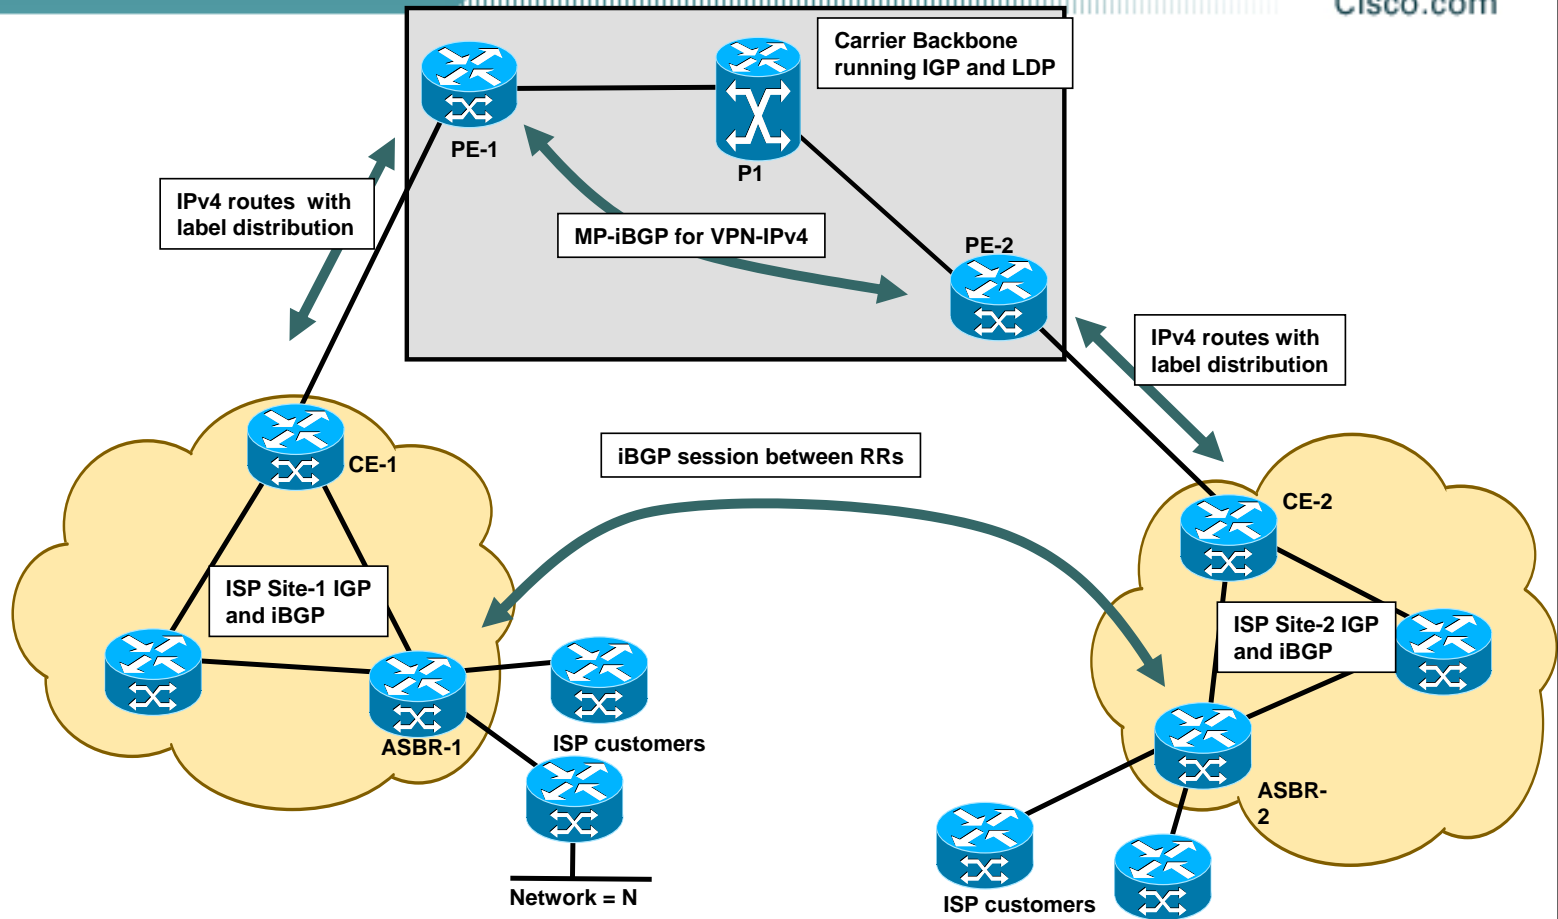 Cisco.com
Carrier Backbone
running IGP and LDP
PE-1
P1
IPv4 routes with
label distribution
MP-iBGP for VPN-IPv4
PE-2
IPv4 routes with
label distribution
iBGP session between RRs
CE-1
CE-2
ISP Site-1 IGP
and iBGP
ISP Site-2 IGP
and iBGP
ASBR-1
ISP customers
ASBR-
2
Network = N
ISP customers